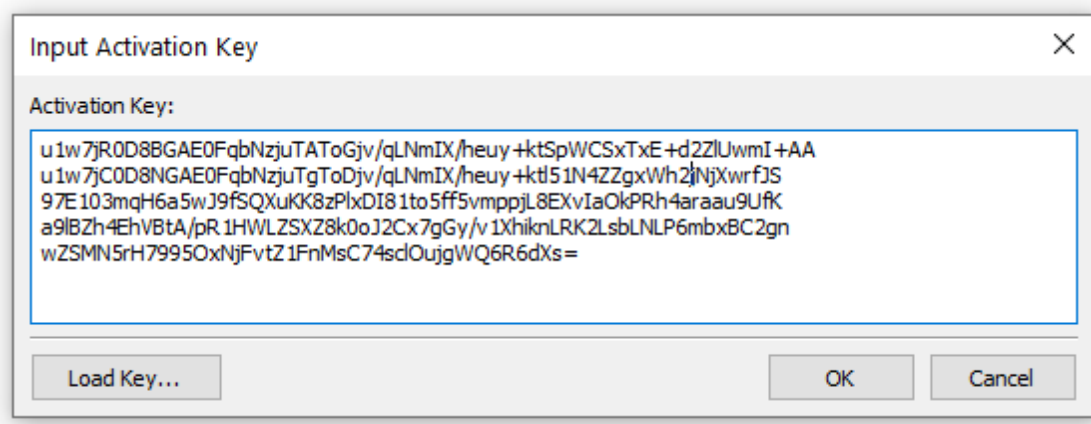 Input Activation Key
Activation Key:
u1w7jR0D8BGAE0FqbNzjuTAToGjv/qLNmIX/heuy+ktSpWCSxTxE+d2ZlUwmI+AA
u1w7jC0D8NGAE0FqbNzjuTgToDjv/qLNmIX/heuy+ktl51N4ZZgxWh2iNjXwrfJS
97E103mqH6a5wJ9fSQXuKK8zPlxDI81to5ff5vmppjL8EXvIaOkPRh4araau9UfK
a9lBZh4EhVBtA/pR1HWLZSXZ8k0oJ2Cx7gGy/v1XhiknLRK2LsbLNLP6mbxBC2gn
wZSMN5rH7995OxNjFvtZ1FnMsC74sclOujgWQ6R6dXs=
Load Key...
OK
Cancel